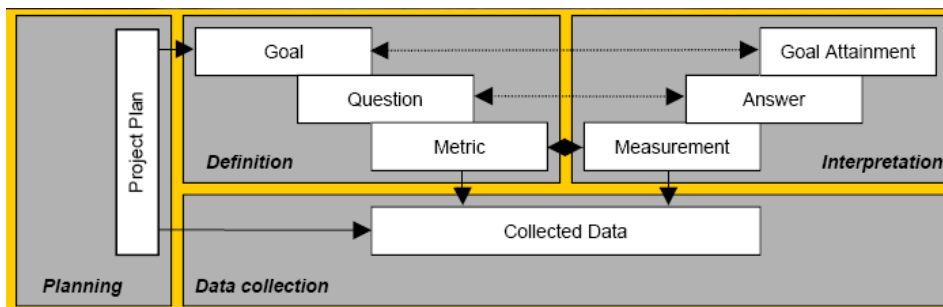 Project Plan
Goal
Goal Attainment
Question
Answer
Metric
Measurement
Definition
Interpretation
Collected Data
Planning
Data collection